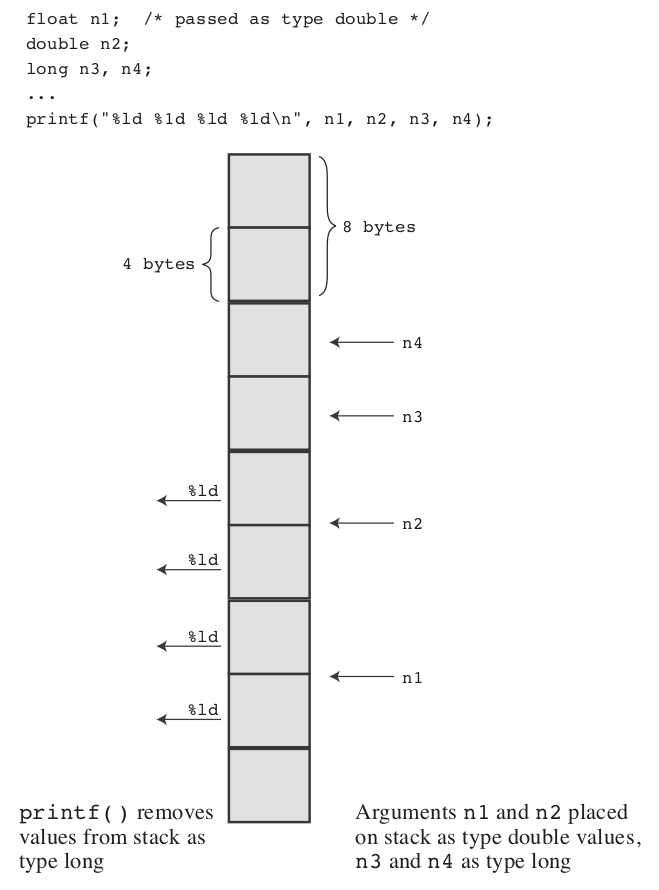 float n1;  /* passed as type double */
double n2;
long n3, n4;
...
printf("%ld %1d %ld %ld\n", n1, n2, n3, n4);
8 bytes
4 bytes
n4
n3
%ld
n2
%ld
%ld
n1
%ld
printf() removes
values from stack as
type long
Arguments n1 and n2 placed
on stack as type double values,
n3 and n4 as type long